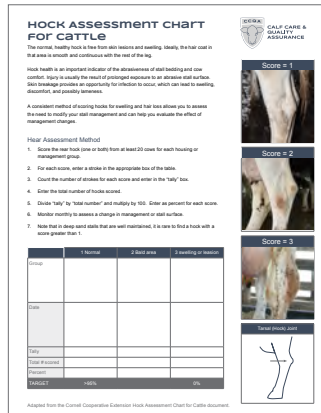 Hock Assessment Chart
for Cattle
CCQA
CALF CARE &
QUALITY
ASSURANCE
The normal, healthy hock is free from skin lesions and swelling. Ideally, the hair coat in
that area is smooth and continuous with the rest of the leg.
Hock health is an important indicator of the abrasiveness of stall bedding and cow
comfort. Injury is usually the result of prolonged exposure to an abrasive stall surface.
Skin breakage provides an opportunity for infection to occur, which can lead to swelling,
discomfort, and possibly lameness.
A consistent method of scoring hocks for swelling and hair loss allows you to assess
the need to modify your stall management and can help you evaluate the effect of
management changes.
Hear Assessment Method
1. Score the rear hock (one or both) from at least 20 cows for each housing or
management group.
2. For each score, enter a stroke in the appropriate box of the table.
3. Count the number of strokes for each score and enter in the "tally" box.
4. Enter the total number of hocks scored.
5. Divide "tally" by "total number" and multiply by 100. Enter as percent for each score.
6. Monitor monthly to assess a change in management or stall surface.
7. Note that in deep sand stalls that are well maintained, it is rare to find a hock with a
score greater than 1.
1 Normal 2 Bald area 3 swelling or leasion
Group
Date
Tally
Total # scored
Percent
TARGET >95% 0%
Score = 1
Score = 2
Score = 3
Tarsal (Hock) Joint
Adapted from the Cornell Cooperative Extension Hock Assessment Chart for Cattle document.